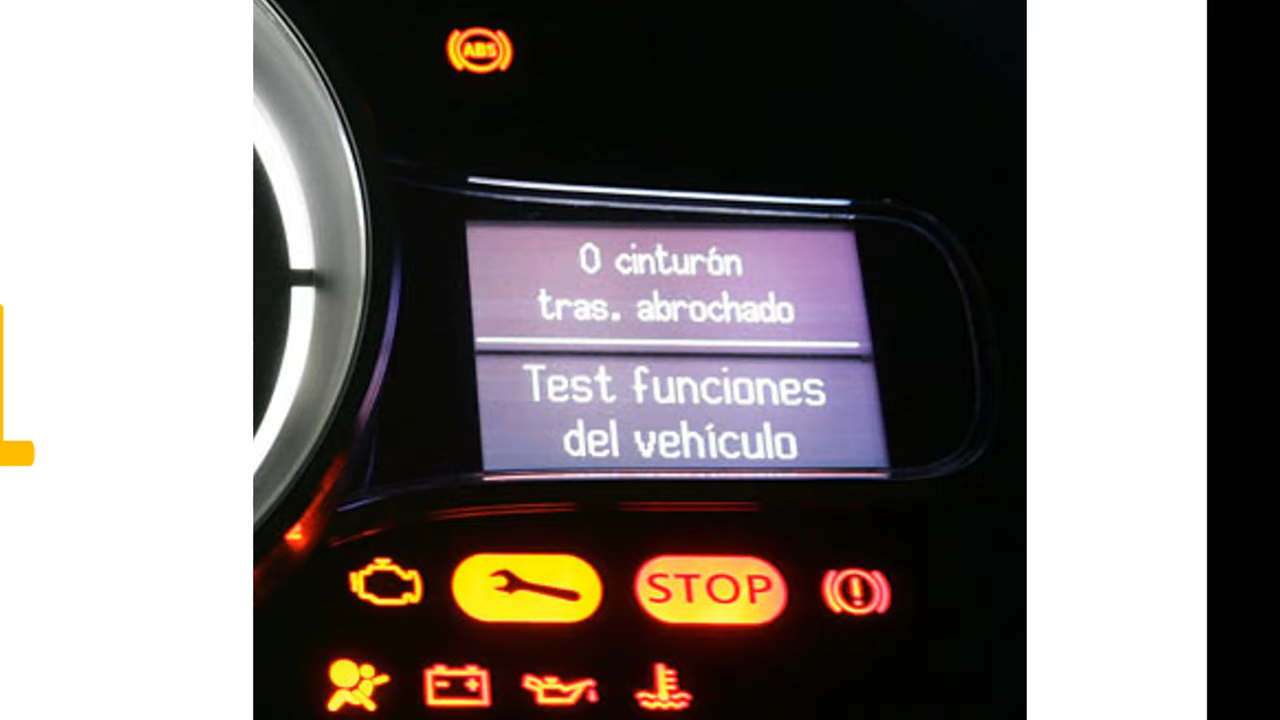 ABS
0 cinturón
tras. abrochado
Test funciones
del vehículo
STOP